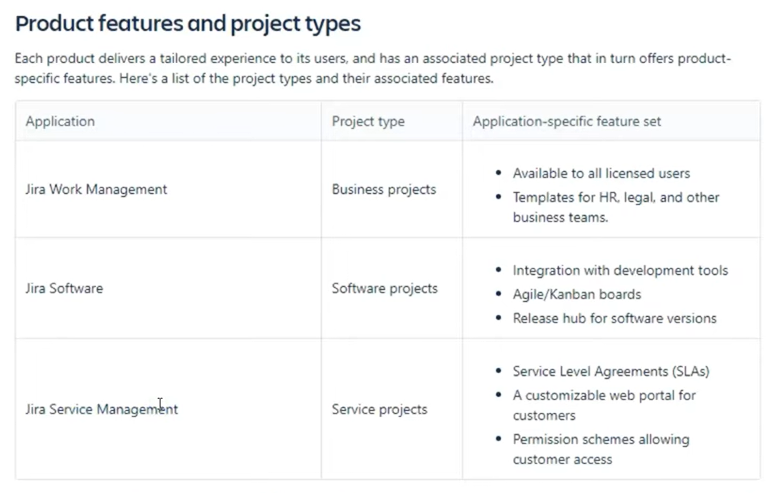 Product features and project types
Each product delivers a tailored experience to its users, and has an associated project type that in turn offers product-
specific features. Here's a list of the project types and their associated features.
Application
Project type
Application-specific feature set
Jira Work Management
Business projects
• Available to all licensed users
• Templates for HR, legal, and other
business teams.
Jira Software
Software projects
• Integration with development tools
• Agile/Kanban boards
• Release hub for software versions
Jira Service Management
Service projects
• Service Level Agreements (SLAs)
• A customizable web portal for
customers
• Permission schemes allowing
customer access